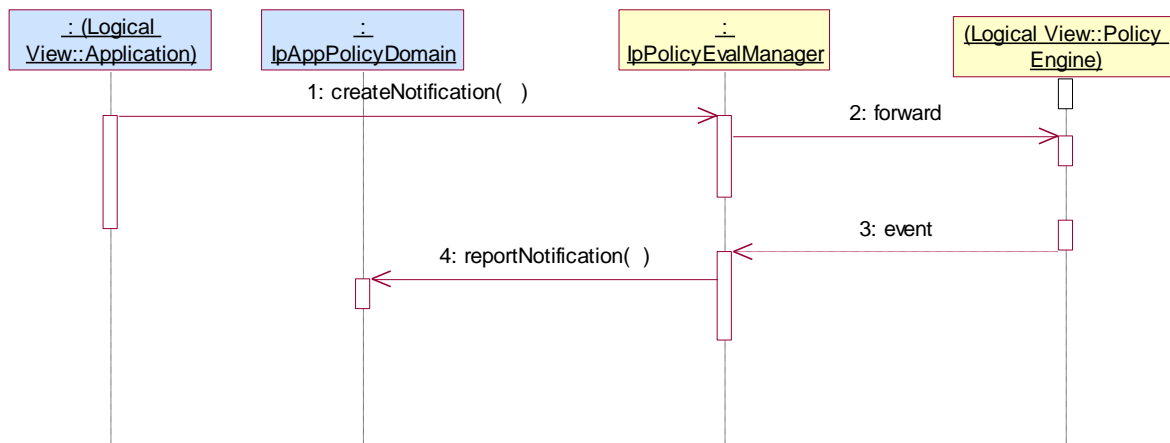 : (Logical
View::Application)
:
IpAppPolicyDomain
:
IpPolicyEvalManager
(Logical View::Policy
Engine)
1: createNotification(  )
2: forward
3: event
4: reportNotification(  )